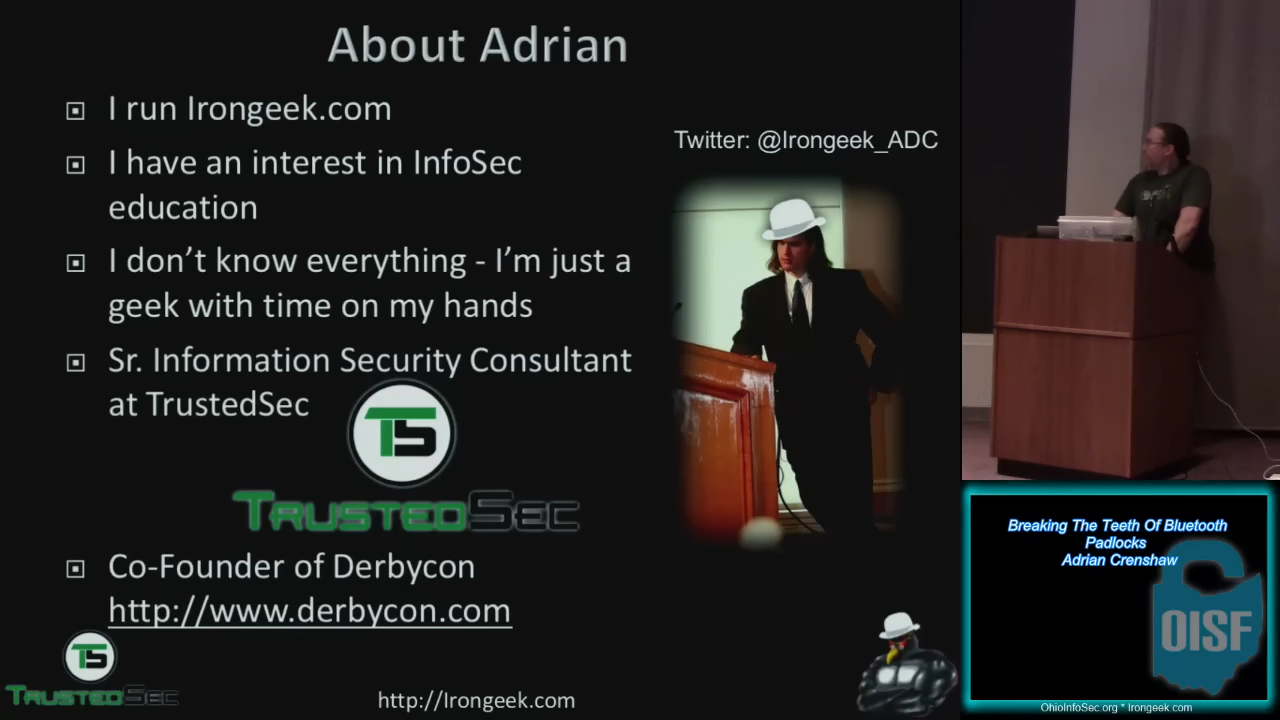 About Adrian
I run Irongeek.com
I have an interest in InfoSec
education
I don't know everything - I'm just a
geek with time on my hands
Sr. Information Security Consultant
at TrustedSec
TS
TRUSTEDSEC
Co-Founder of Derbycon
http://www.derbycon.com
TS
TRUSTEDSEC
http://Irongeek.com
Twitter: @Irongeek_ADC
Breaking The Teeth Of Bluetooth
Padlocks
Adrian Crenshaw
OISF
OhioInfoSec.org * Irongeek.com